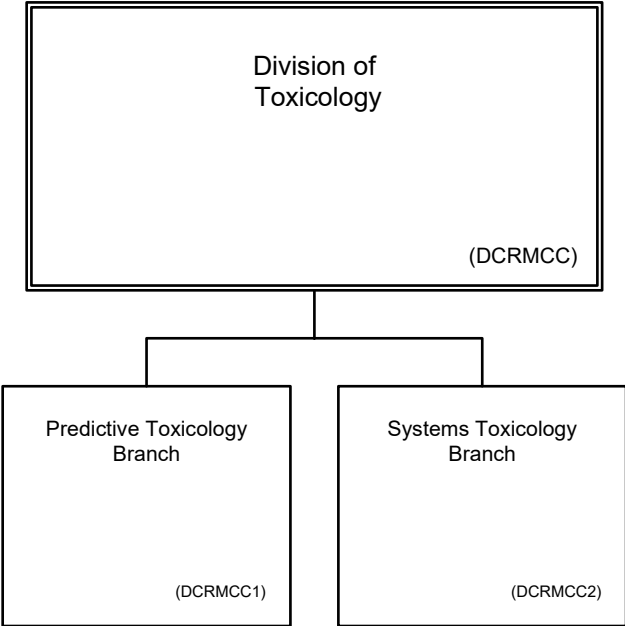 Division of
Toxicology
(DCRMCC)
Predictive Toxicology
Branch
(DCRMCC1)
Systems Toxicology
Branch
(DCRMCC2)